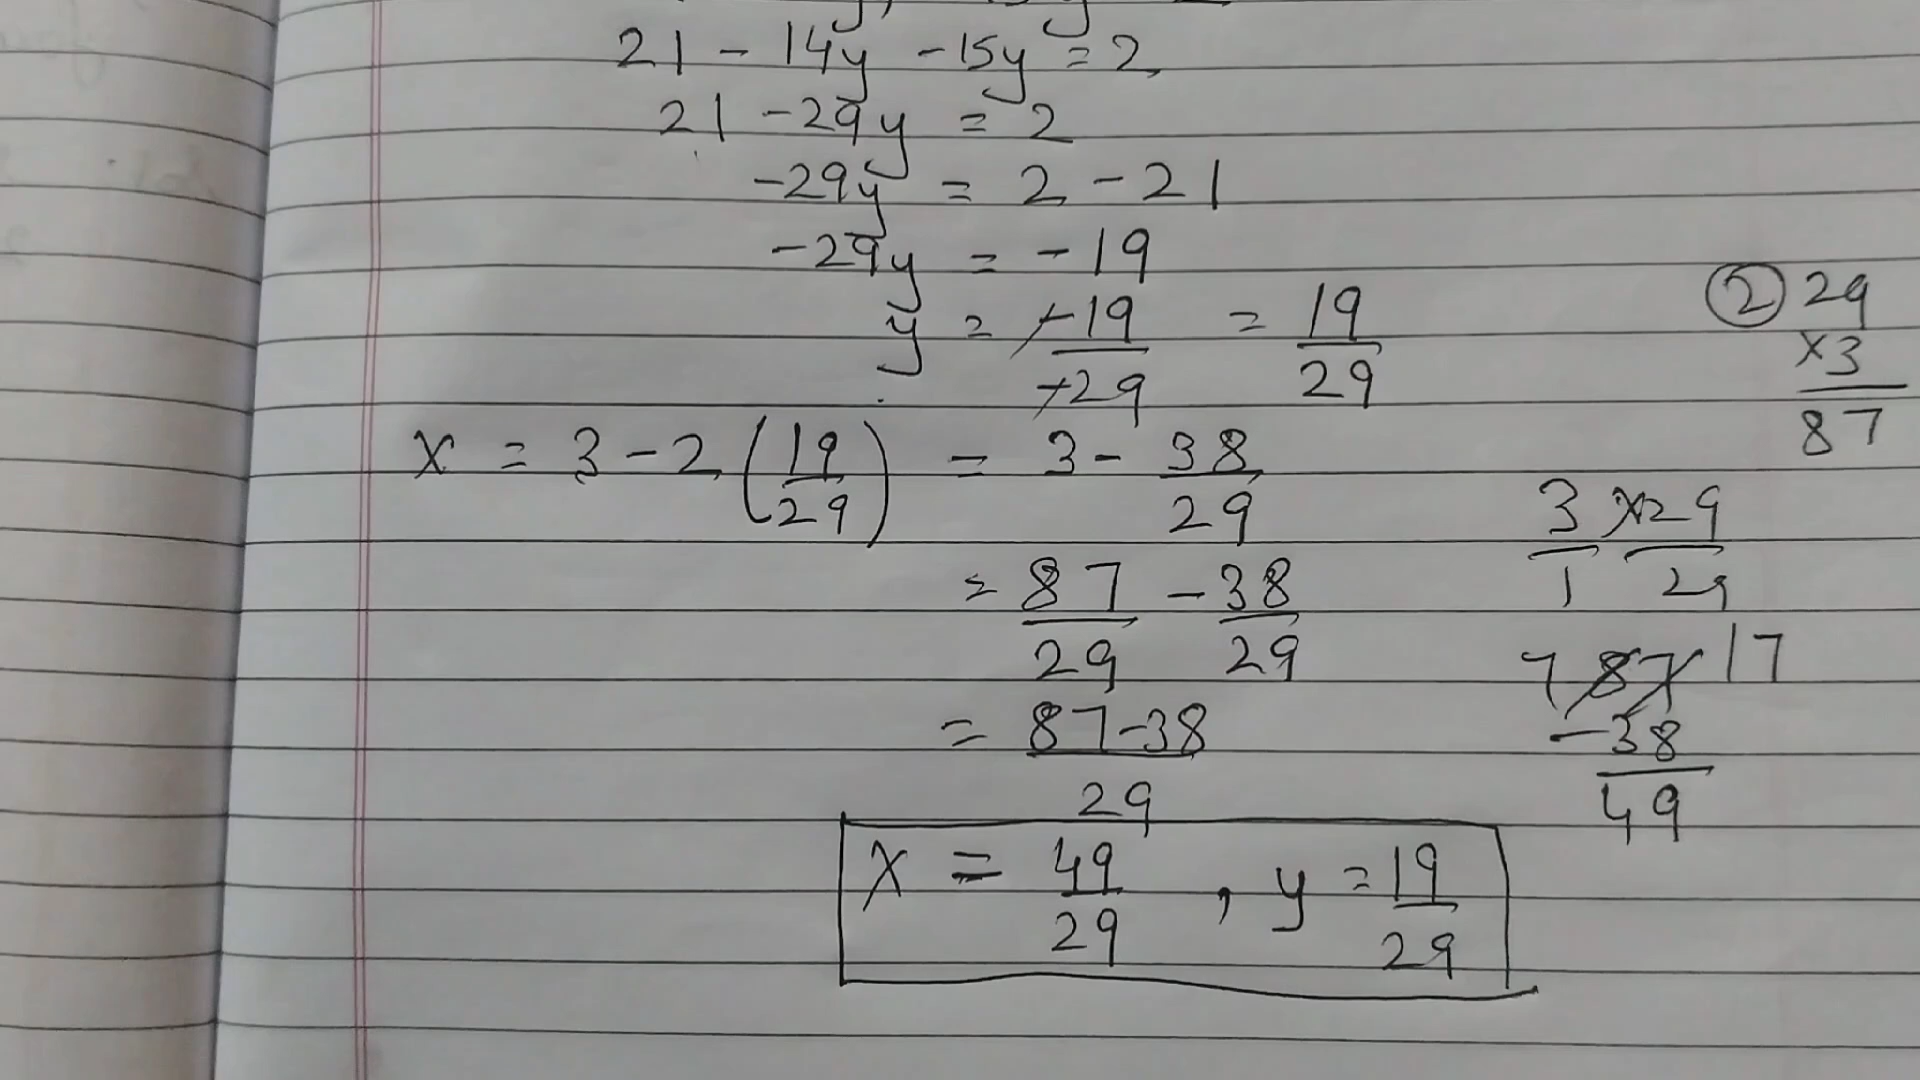 21 - 14y - 15y = 2
21 - 29y = 2
-29y = 2 - 21
-29y = -19
y = -19/-29 = 19/29
x = 3 - 2(19/29) = 3 - 38/29
= 87/29 - 38/29
= 87-38/29
x = 49/29, y = 19/29
② 29
×3
87
3/1 × 29/29
7 87 17
-38
49